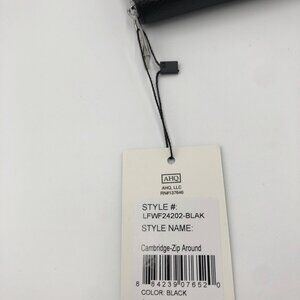 AHQ
AHQ, LLC
RN#137646
STYLE #:
LFWF24202-BLAK
STYLE NAME:
Cambridge-Zip Around
8 84239 07652 0
COLOR: BLACK